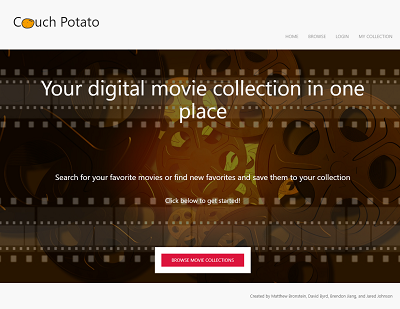 Couch Potato
HOME BROWSE LOGIN MY COLLECTION
Your digital movie collection in one
place
Search for your favorite movies or find new favorites and save them to your collection
Click below to get started!
BROWSE MOVIE COLLECTIONS
Created by Matthew Bronstein, David Byrd, Brendon Bang, and Jared Johnson